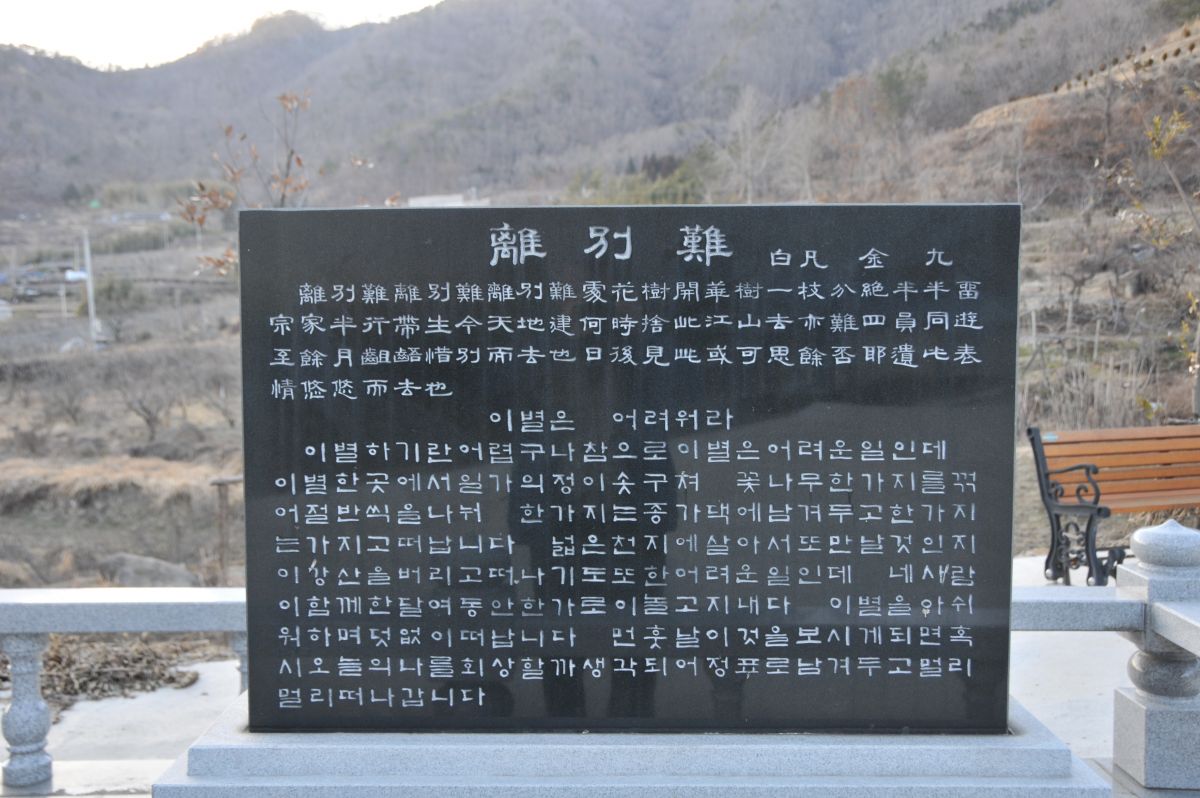 離別難 白凡 金 九
離別難離別難離別難處花樹開華樹一枝分絶半半畱
宗家半行帶生今天地建何時捨此江山去亦難四員同遊
至餘月齟齬惜別而去也日後見此或可思餘否耶遺此表
情悠悠而去也
이별은 어려워라
이별하기란어렵구나참으로이별은어려운일인데
이별한곳에서일가의정이솟구쳐 꽃나무한가지를꺾
어절반씩을나눠 한가지는종가댁에남겨두고한가지
는가지고떠납니다 넓은천지에살아서또만날것인지
이강산을버리고떠나기도또한어려운일인데 네사람
이함께한달여동안한가로이놀고지내다 이별을아쉬
워하며덧없이떠납니다 먼훗날이것을보시게되면혹
시오늘의나를회상할까생각되어정표로남겨두고멀리
멀리떠나갑니다